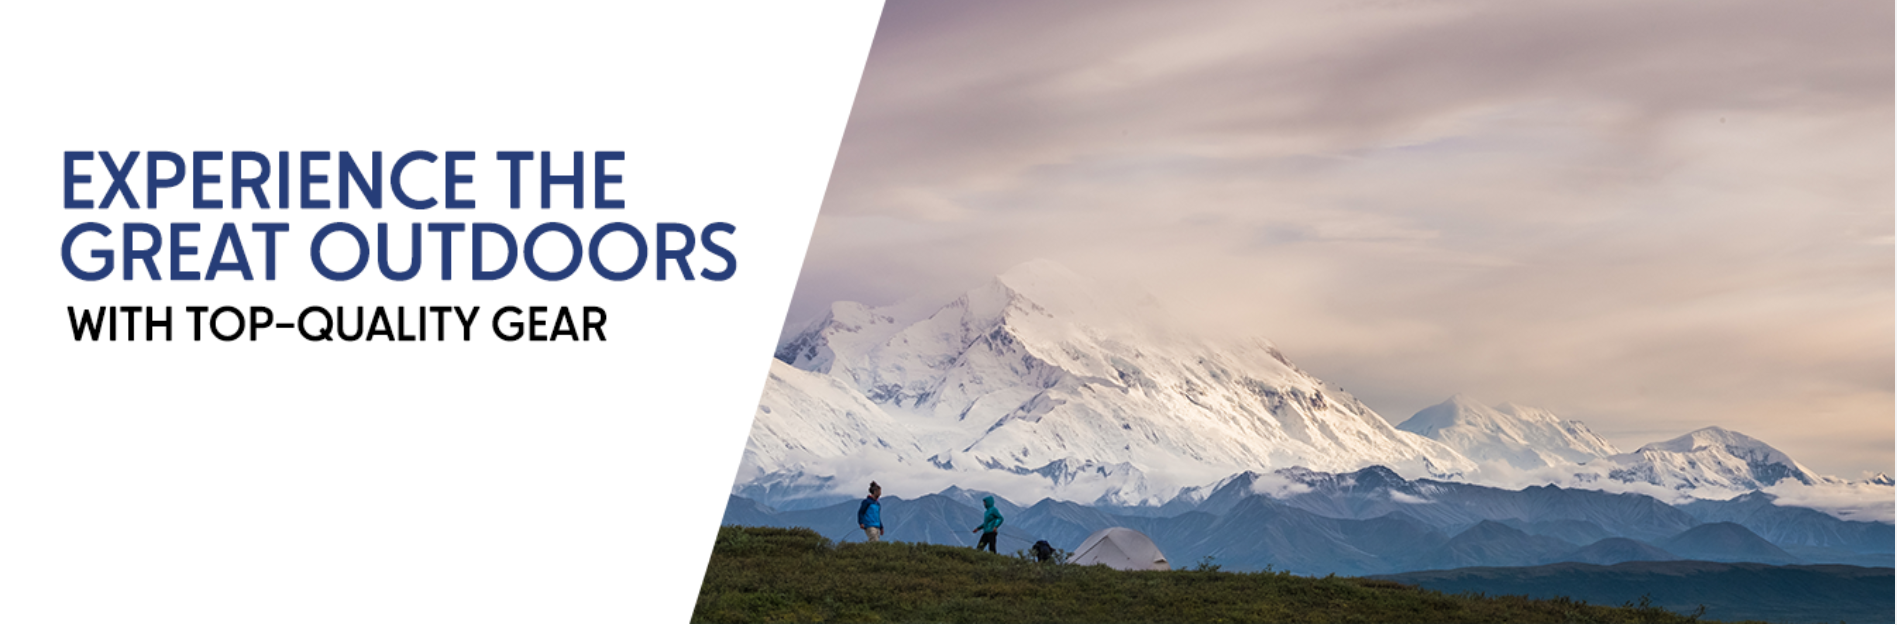 EXPERIENCE THE
GREAT OUTDOORS
WITH TOP-QUALITY GEAR